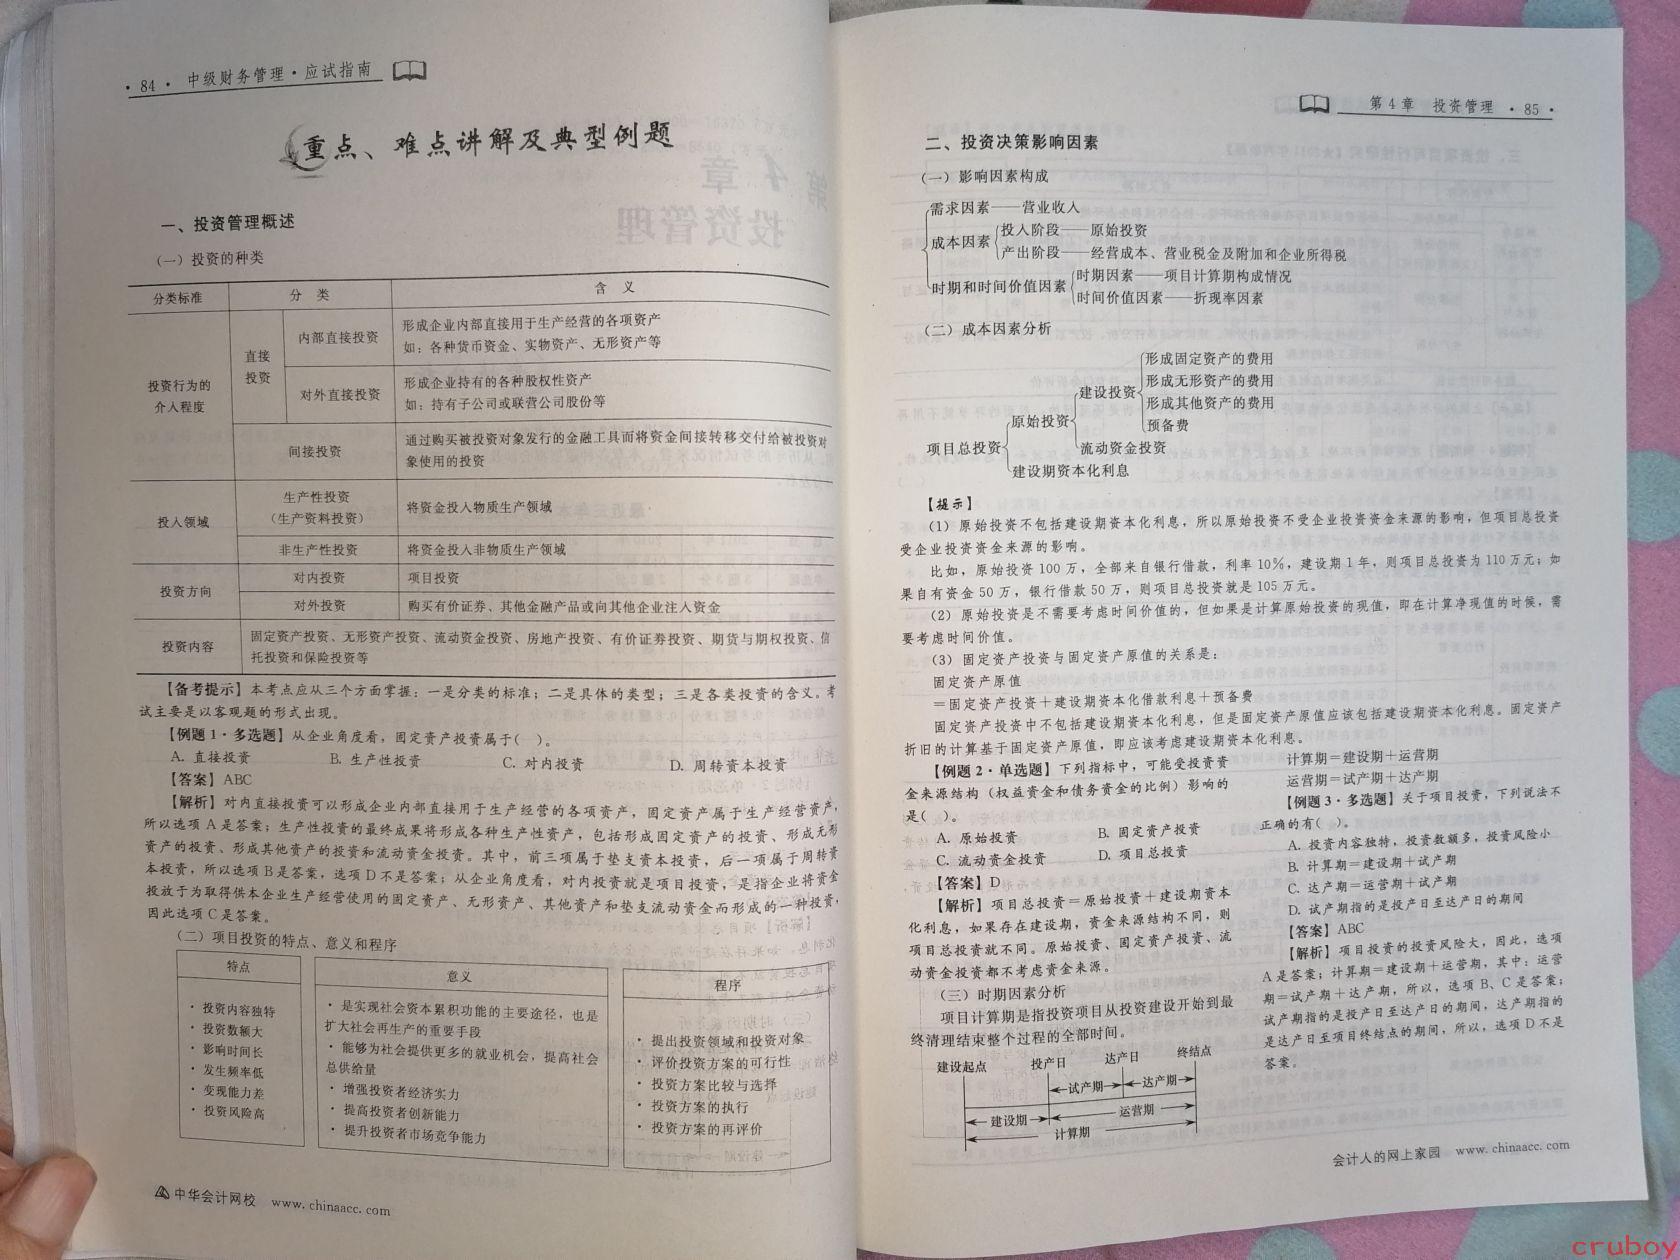 · 84 · 中级财务管理·应试指南
重点、难点讲解及典型例题
一、投资管理概述
（一）投资的种类
分类标准 分 类 含 义
投资行为的
介入程度
直接
投资
内部直接投资
形成企业内部直接用于生产经营的各项资产
如：各种货币资金、实物资产、无形资产等
对外直接投资
形成企业持有的各种股权性资产
如：持有子公司或联营公司股份等
间接投资
通过购买被投资对象发行的金融工具而将资金间接转移交付给被投资对
象使用的投资
投入领域
生产性投资
（生产资料投资）
将资金投入物质生产领域
非生产性投资 将资金投入非物质生产领域
投资方向
对内投资 项目投资
对外投资 购买有价证券、其他金融产品或向其他企业注入资金
投资内容
固定资产投资、无形资产投资、流动资金投资、房地产投资、有价证券投资、期货与期权投资、信
托投资和保险投资等
【备考提示】本考点应从三个方面掌握：一是分类的标准；二是具体的类型；三是各类投资的含义。考
试主要是以客观题的形式出现。
【例题1·多选题】从企业角度看，固定资产投资属于( )。
A. 直接投资 B. 生产性投资 C. 对内投资 D. 周转资本投资
【答案】ABC
【解析】对内直接投资可以形成企业内部直接用于生产经营的各项资产，固定资产属于生产经营资产，
所以选项A是答案；生产性投资的最终成果将形成各种生产性资产，包括形成固定资产的投资、形成无形
资产的投资、形成其他资产的投资和流动资金投资。其中，前三项属于垫支资本投资，后一项属于周转资
本投资，所以选项B是答案，选项D不是答案；从企业角度看，对内投资就是项目投资，是指企业将资金
投放于为取得供本企业生产经营使用的固定资产、无形资产、其他资产和垫支流动资金而形成的一种投资，
因此选项C是答案。
（二）项目投资的特点、意义和程序
特点
· 投资内容独特
· 投资数额大
· 影响时间长
· 发生频率低
· 变现能力差
· 投资风险高
意义
· 是实现社会资本累积功能的主要途径，也是
扩大社会再生产的重要手段
· 能够为社会提供更多的就业机会，提高社会
总供给量
· 增强投资者经济实力
· 提高投资者创新能力
· 提升投资者市场竞争能力
程序
· 提出投资领域和投资对象
· 评价投资方案的可行性
· 投资方案比较与选择
· 投资方案的执行
· 投资方案的再评价
中华会计网校 www.chinaacc.com
第4章 投资管理 · 85 ·
二、投资决策影响因素
（一）影响因素构成
需求因素——营业收入
成本因素
投入阶段——原始投资
产出阶段——经营成本、营业税金及附加和企业所得税
时期和时间价值因素
时期因素——项目计算期构成情况
时间价值因素——折现率因素
（二）成本因素分析
项目总投资
原始投资
建设投资
形成固定资产的费用
形成无形资产的费用
形成其他资产的费用
预备费
流动资金投资
建设期资本化利息
【提示】
（1）原始投资不包括建设期资本化利息，所以原始投资不受企业投资资金来源的影响，但项目总投资
受企业投资资金来源的影响。
比如，原始投资100万，全部来自银行借款，利率10%，建设期1年，则项目总投资为110万元；如
果自有资金50万，银行借款50万，则项目总投资就是105万元。
（2）原始投资是不需要考虑时间价值的，但如果是计算原始投资的现值，即在计算净现值的时候，需
要考虑时间价值。
（3）固定资产投资与固定资产原值的关系是：
固定资产原值
＝固定资产投资＋建设期资本化借款利息＋预备费
固定资产投资中不包括建设期资本化利息，但是固定资产原值应该包括建设期资本化利息。固定资产
折旧的计算基于固定资产原值，即应该考虑建设期资本化利息。
【例题2·单选题】下列指标中，可能受投资资
金来源结构（权益资金和债务资金的比例）影响的
是( )。
A. 原始投资 B. 固定资产投资
C. 流动资金投资 D. 项目总投资
【答案】D
【解析】项目总投资＝原始投资＋建设期资本
化利息，如果存在建设期，资金来源结构不同，则
项目总投资就不同。原始投资、固定资产投资、流
动资金投资都不考虑资金来源。
（三）时期因素分析
项目计算期是指投资项目从投资建设开始到最
终清理结束整个过程的全部时间。
建设起点 投产日 达产日 终结点
试产期 达产期
建设期 运营期
计算期
计算期＝建设期＋运营期
运营期＝试产期＋达产期
【例题3·多选题】关于项目投资，下列说法不
正确的有( )。
A. 投资内容独特，投资数额多，投资风险小
B. 计算期＝建设期＋试产期
C. 达产期＝运营期＋试产期
D. 试产期指的是投产日至达产日的期间
【答案】ABC
【解析】项目投资的投资风险大，因此，选项
A是答案；计算期＝建设期＋运营期，其中：运营
期＝试产期＋达产期，所以，选项B、C是答案；
试产期指的是投产日至达产日的期间，达产期指的
是达产日至项目终结点的期间，所以，选项D不是
答案。
会计人的网上家园 www.chinaacc.com
cruboy